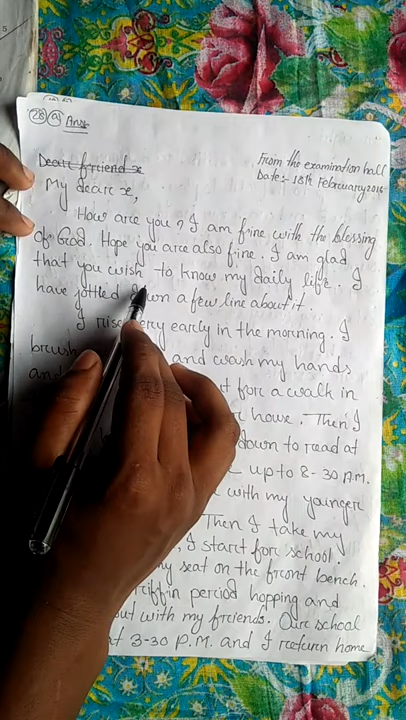 28(a) Ans
From the examination hall
Date:- 18th February 2016
Dear friend x
My dear x,
How are you? I am fine with the blessing
of God. Hope you are also fine. I am glad
that you wish to know my daily life. I
have jotted down a few line about it.
I rise very early in the morning. I
brush and wash my hands
and for a walk in
home. Then I
down to read at
up to 8-30 A.M.
with my younger
Then I take my
, I start for school.
my seat on the front bench.
tiffin period hopping and
out with my friends. Our school
at 3-30 P.M. and I return home